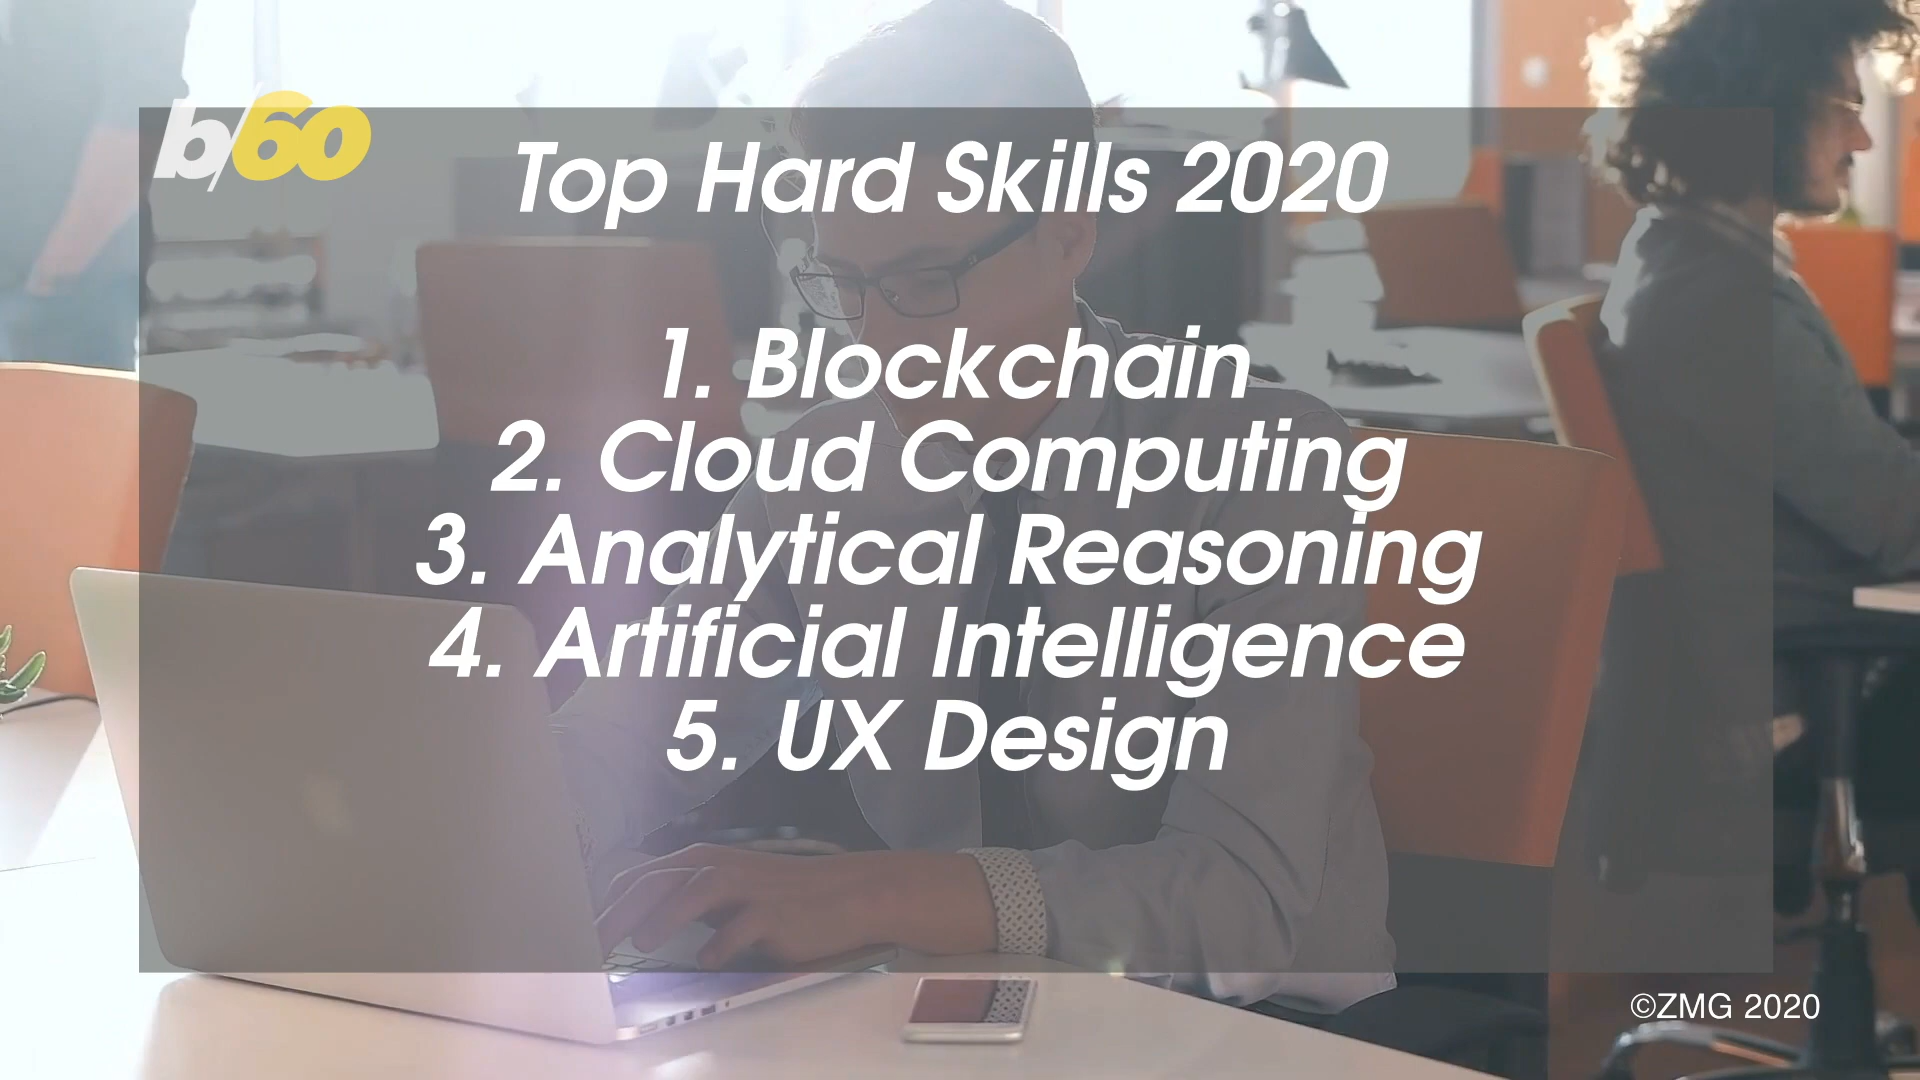 b/60
Top Hard Skills 2020
1. Blockchain
2. Cloud Computing
3. Analytical Reasoning
4. Artificial Intelligence
5. UX Design
©ZMG 2020